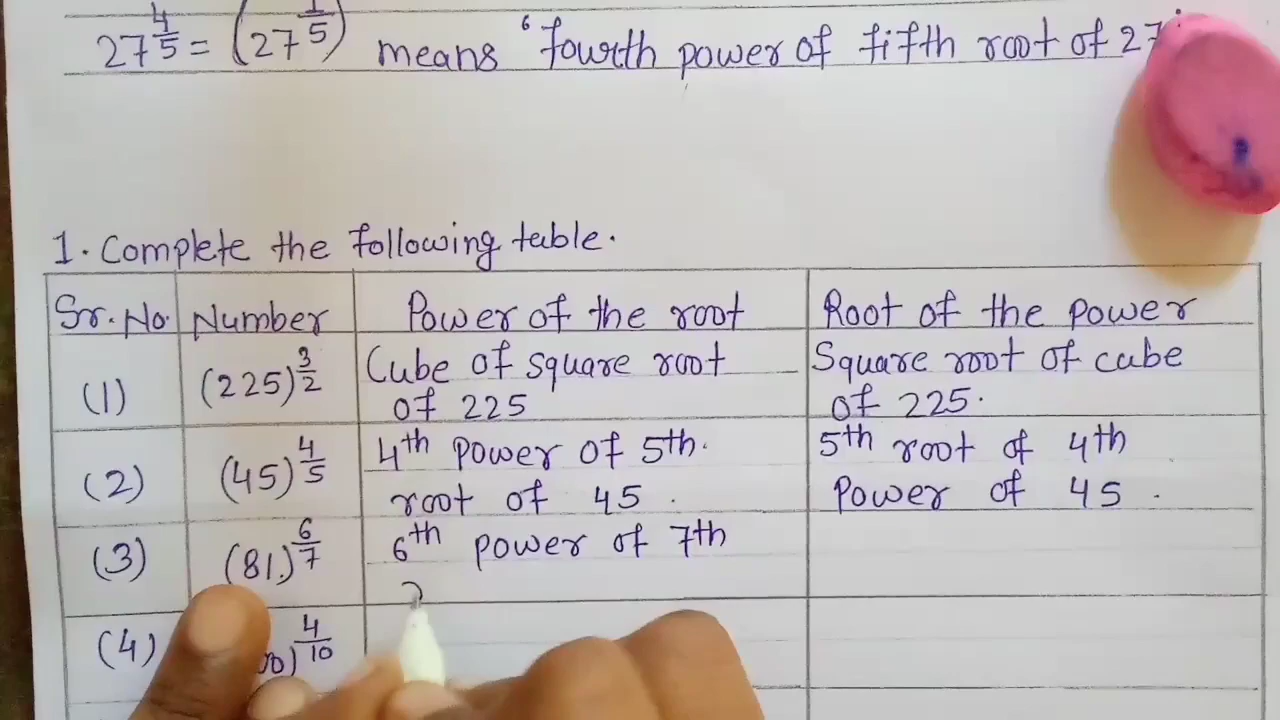 27^(4/5) = (27^(1/5)) means “fourth power of fifth root of 27”
1. Complete the following table.
Sr. No. Number Power of the root Root of the power
(1) (225)^(3/2) Cube of square root of 225 Square root of cube of 225.
(2) (45)^(4/5) 4th power of 5th. root of 45. 5th root of 4th Power of 45.
(3) (81.)^(6/7) 6th power of 7th
(4) 4/10